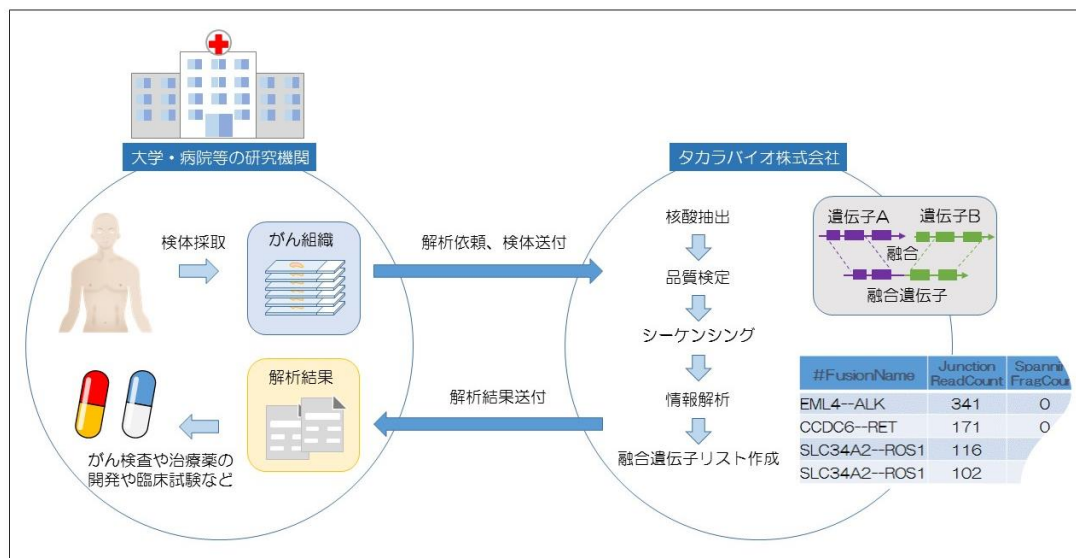 大学・病院等の研究機関
検体採取
がん組織
解析結果
がん検査や治療薬の
開発や臨床試験など
解析依頼、検体送付
解析結果送付
タカラバイオ株式会社
核酸抽出
品質検定
シーケンシング
情報解析
融合遺伝子リスト作成
遺伝子A 遺伝子B
融合
融合遺伝子
#FusionName Junction ReadCount Spannin FragCoun
EML4--ALK 341 0
CCDC6--RET 171 0
SLC34A2--ROS1 116
SLC34A2--ROS1 102